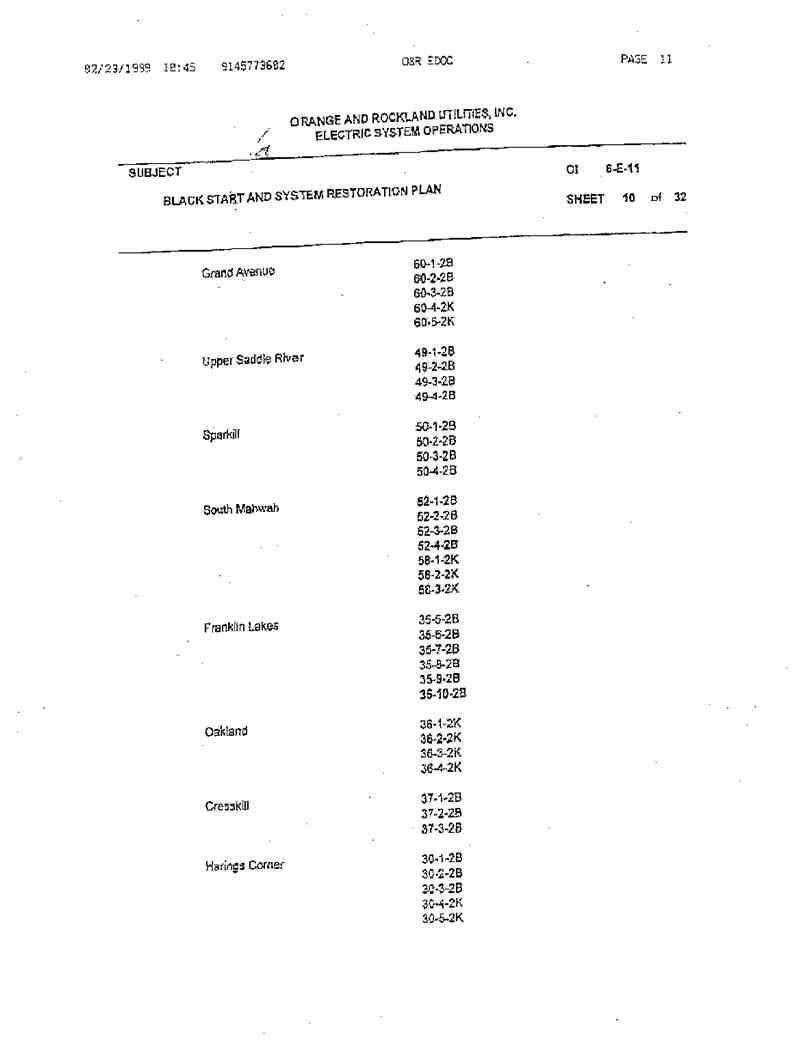 02/23/1999 18:45 9145773682 O&R EDOC PAGE 11
ORANGE AND ROCKLAND UTILITIES, INC.
ELECTRIC SYSTEM OPERATIONS
SUBJECT OI 6-E-11
BLACK START AND SYSTEM RESTORATION PLAN SHEET 10 of 32
Grand Avenue 60-1-2B
60-2-2B
60-3-2B
60-4-2K
60-5-2K
Upper Saddle River 49-1-2B
49-2-2B
49-3-2B
49-4-2B
Sparkill 50-1-2B
50-2-2B
50-3-2B
50-4-2B
South Mahwah 52-1-2B
52-2-2B
52-3-2B
52-4-2B
58-1-2K
58-2-2K
58-3-2K
Franklin Lakes 35-5-2B
35-6-2B
35-7-2B
35-8-2B
35-9-2B
35-10-2B
Oakland 36-1-2K
36-2-2K
36-3-2K
36-4-2K
Cresskill 37-1-2B
37-2-2B
37-3-2B
Harings Corner 30-1-2B
30-2-2B
30-3-2B
30-4-2K
30-5-2K